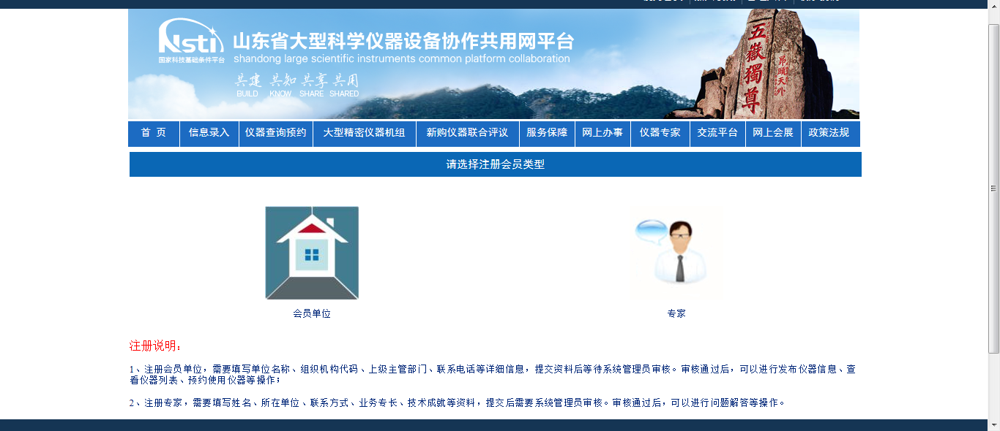 Nsti
国家科技基础条件平台
山东省大型科学仪器设备协作共用网平台
shandong large scientific instruments common platform collaboration
共建 共知 共享 共用
BUILD KNOW SHARE SHARED
五嶽獨尊
昂頭天外
首 页 信息录入 仪器查询预约 大型精密仪器机组 新购仪器联合评议 服务保障 网上办事 仪器专家 交流平台 网上会展 政策法规
请选择注册会员类型
会员单位 专家
注册说明：
1、注册会员单位，需要填写单位名称、组织机构代码、上级主管部门、联系电话等详细信息，提交资料后等待系统管理员审核。审核通过后，可以进行发布仪器信息、查
看仪器列表、预约使用仪器等操作；
2、注册专家，需要填写姓名、所在单位、联系方式、业务专长、技术成就等资料，提交后需要系统管理员审核。审核通过后，可以进行问题解答等操作。